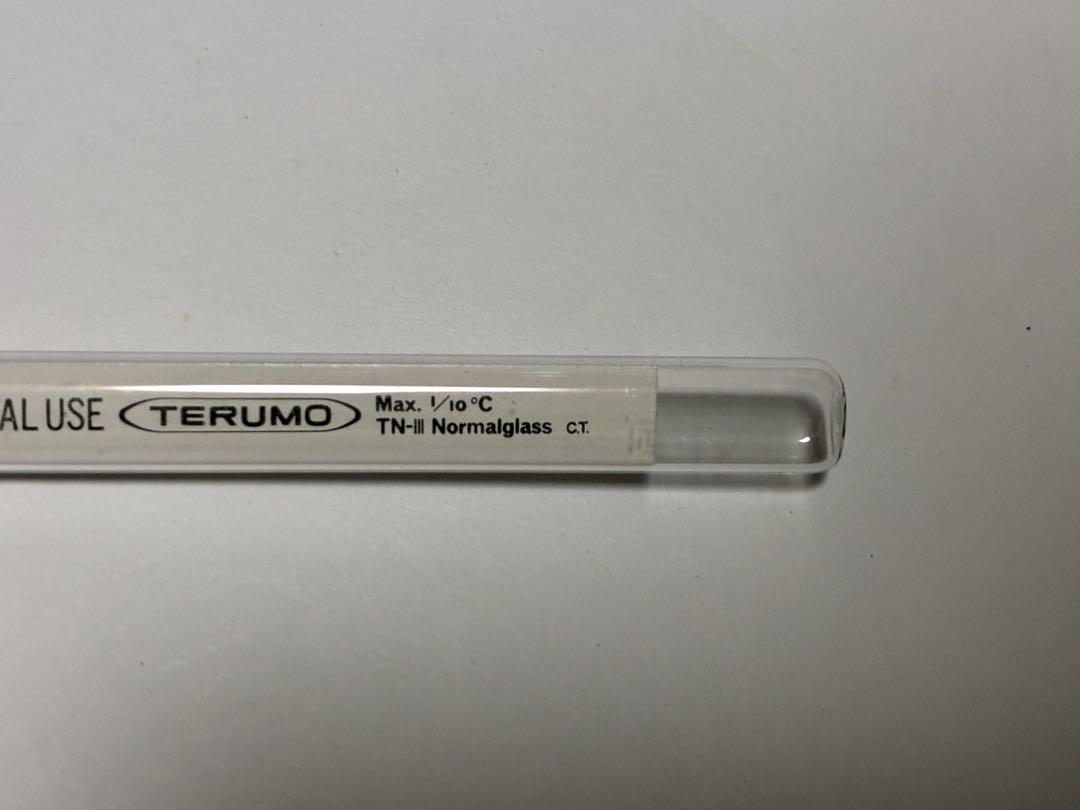 AL USE TERUMO Max. 1/10 °C
TN-III Normalglass C.T.